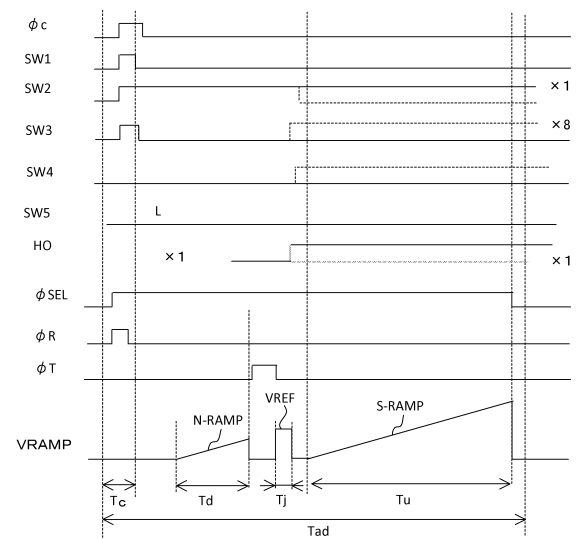 ϕc
SW1
SW2
×1
SW3
×8
SW4
SW5
L
HO
×1
×1
ϕSEL
ϕR
ϕT
VREF
N-RAMP
S-RAMP
VRAMP
Tc
Td
Tj
Tu
Tad